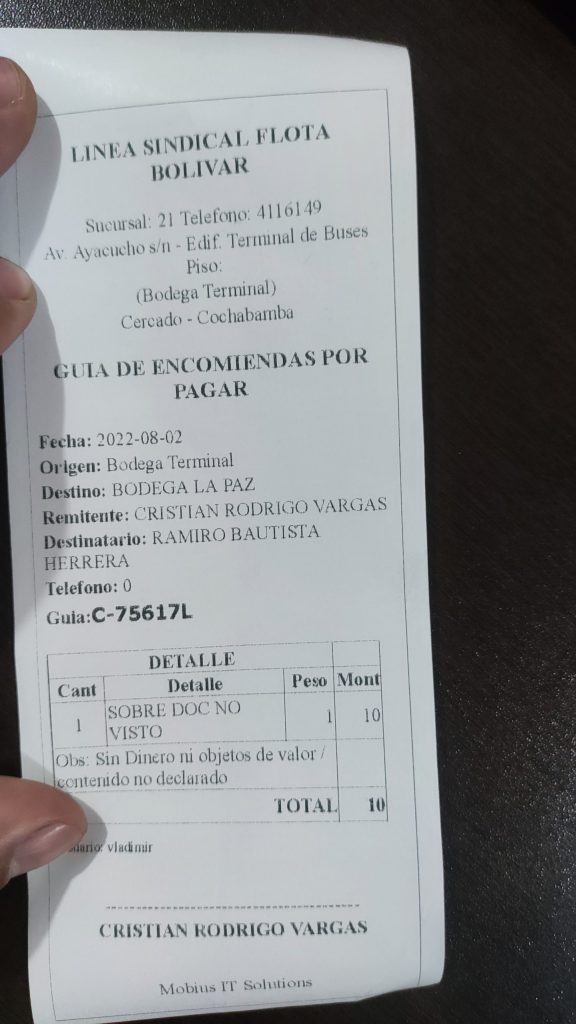 LINEA SINDICAL FLOTA
BOLIVAR
Sucursal: 21 Telefono: 4116149
Av. Ayacucho s/n - Edif. Terminal de Buses
Piso:
(Bodega Terminal)
Cercado - Cochabamba
GUIA DE ENCOMIENDAS POR
PAGAR
Fecha: 2022-08-02
Origen: Bodega Terminal
Destino: BODEGA LA PAZ
Remitente: CRISTIAN RODRIGO VARGAS
Destinatario: RAMIRO BAUTISTA
HERRERA
Telefono: 0
Guia:C-75617L
DETALLE
Cant Detalle Peso Mont
1 SOBRE DOC NO VISTO 1 10
Obs: Sin Dinero ni objetos de valor /
contenido no declarado
TOTAL 10
vladimir
CRISTIAN RODRIGO VARGAS
Mobius IT Solutions